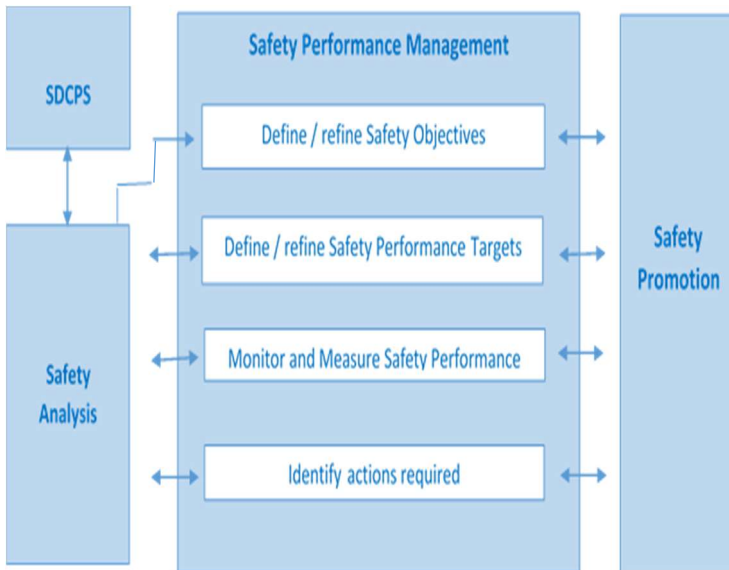 Safety Performance Management
SDCPS
Define / refine Safety Objectives
Define / refine Safety Performance Targets
Safety
Promotion
Monitor and Measure Safety Performance
Safety
Analysis
Identify actions required